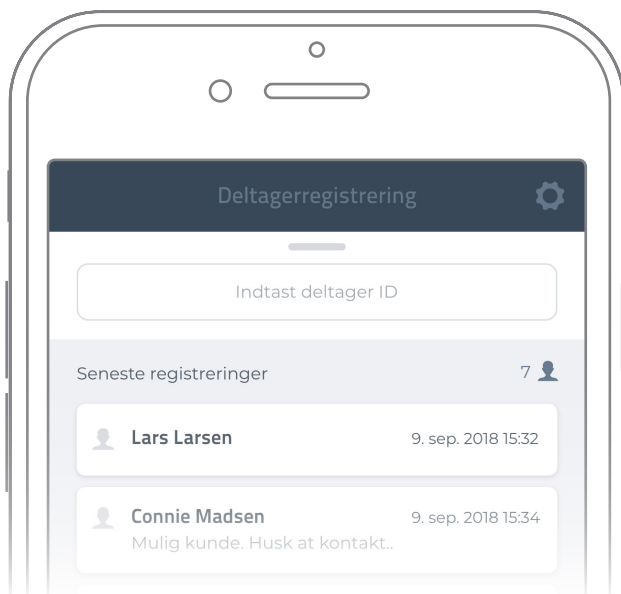 Deltagerregistrering
Indtast deltager ID
Seneste registreringer 7
Lars Larsen 9. sep. 2018 15:32
Connie Madsen 9. sep. 2018 15:34
Mulig kunde. Husk at kontakt..